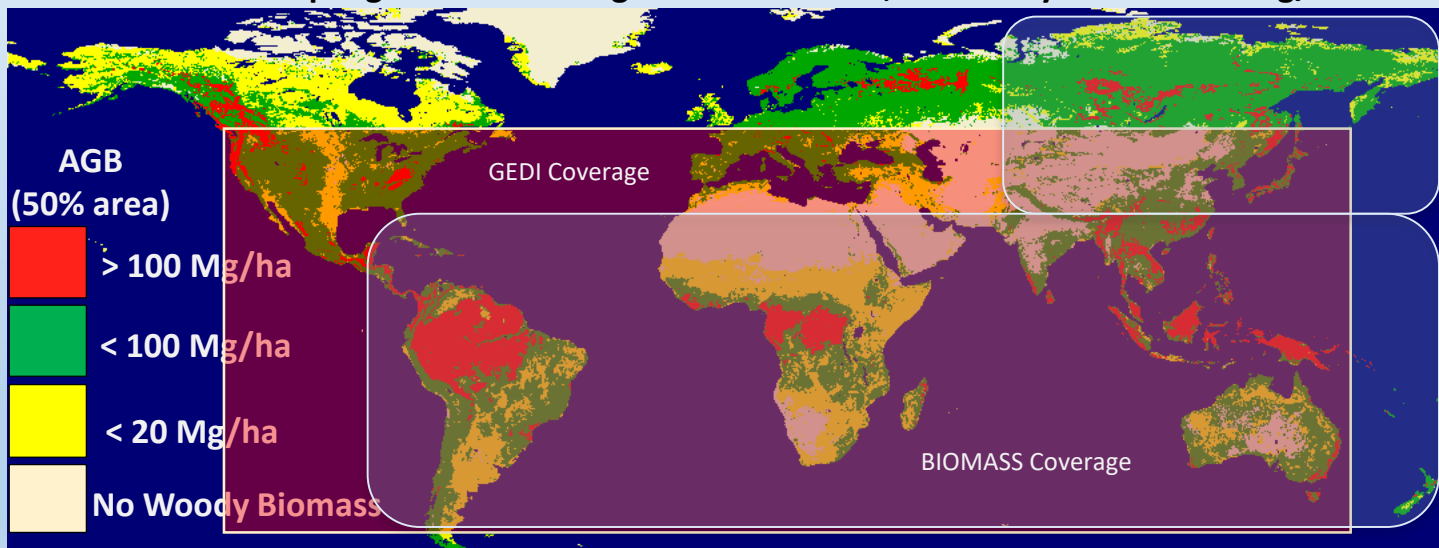 AGB
(50% area)
> 100 Mg/ha
< 100 Mg/ha
< 20 Mg/ha
No Woody Biomass
GEDI Coverage
BIOMASS Coverage